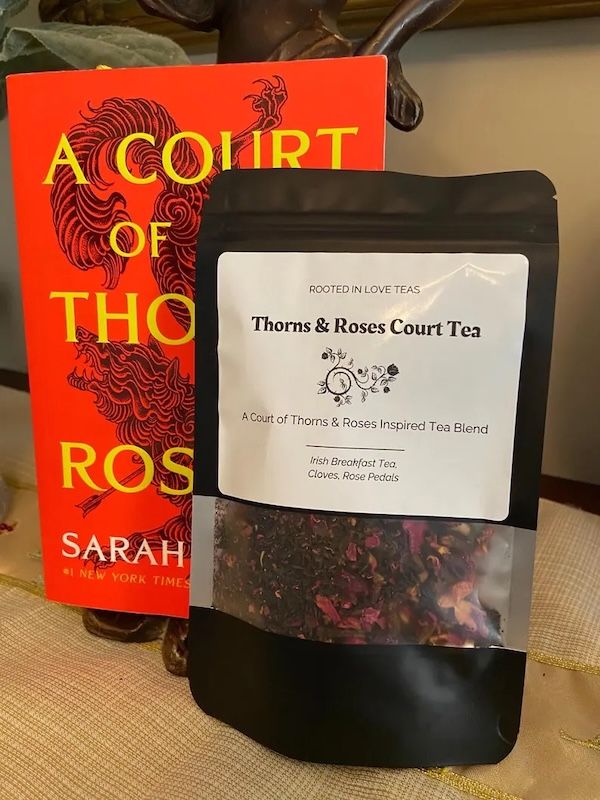 A COURT
OF
THO
ROS
SARAH
#1 NEW YORK TIMES
ROOTED IN LOVE TEAS
Thorns & Roses Court Tea
A Court of Thorns & Roses Inspired Tea Blend
Irish Breakfast Tea,
Cloves, Rose Pedals